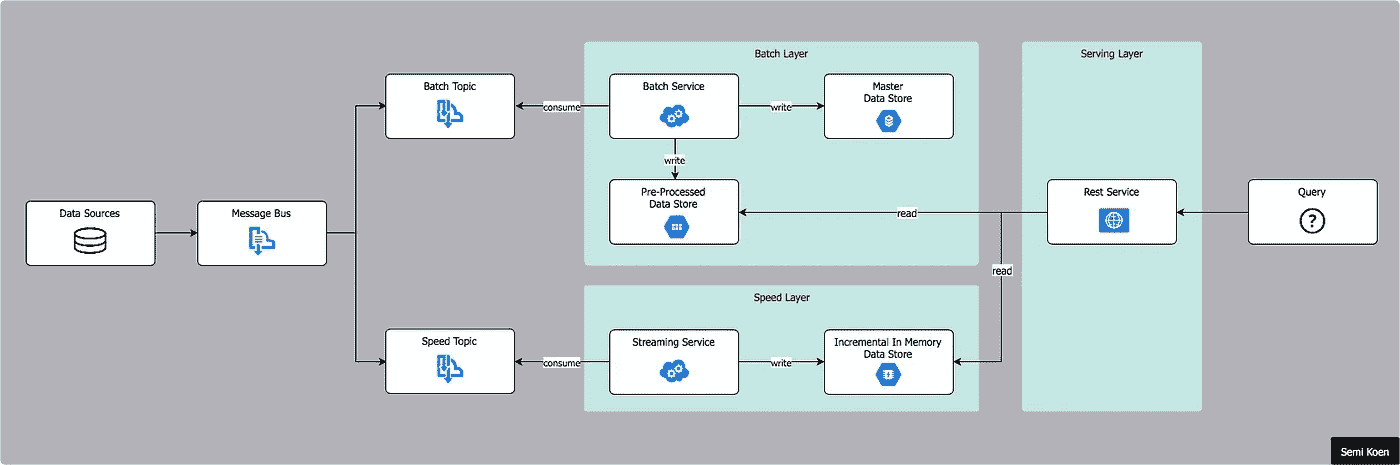 Batch Layer
Serving Layer
Batch Topic
consume
Batch Service
write
Master
Data Store
write
Pre-Processed
Data Store
read
Rest Service
Query
?
Data Sources
Message Bus
read
Speed Layer
Speed Topic
consume
Streaming Service
write
Incremental In Memory
Data Store
Semi Koen